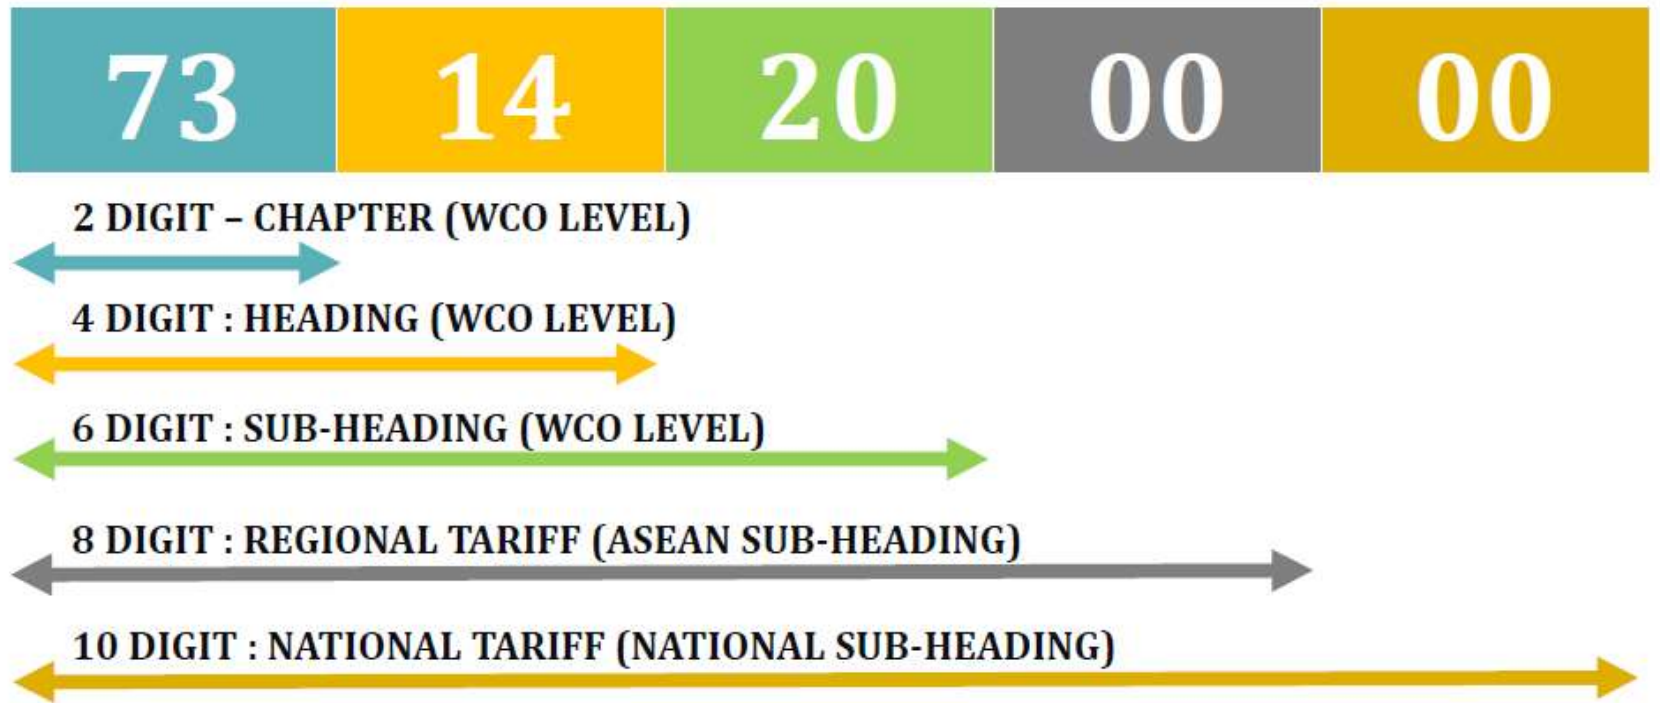 73 14 20 00 00
2 DIGIT – CHAPTER (WCO LEVEL)
4 DIGIT : HEADING (WCO LEVEL)
6 DIGIT : SUB-HEADING (WCO LEVEL)
8 DIGIT : REGIONAL TARIFF (ASEAN SUB-HEADING)
10 DIGIT : NATIONAL TARIFF (NATIONAL SUB-HEADING)